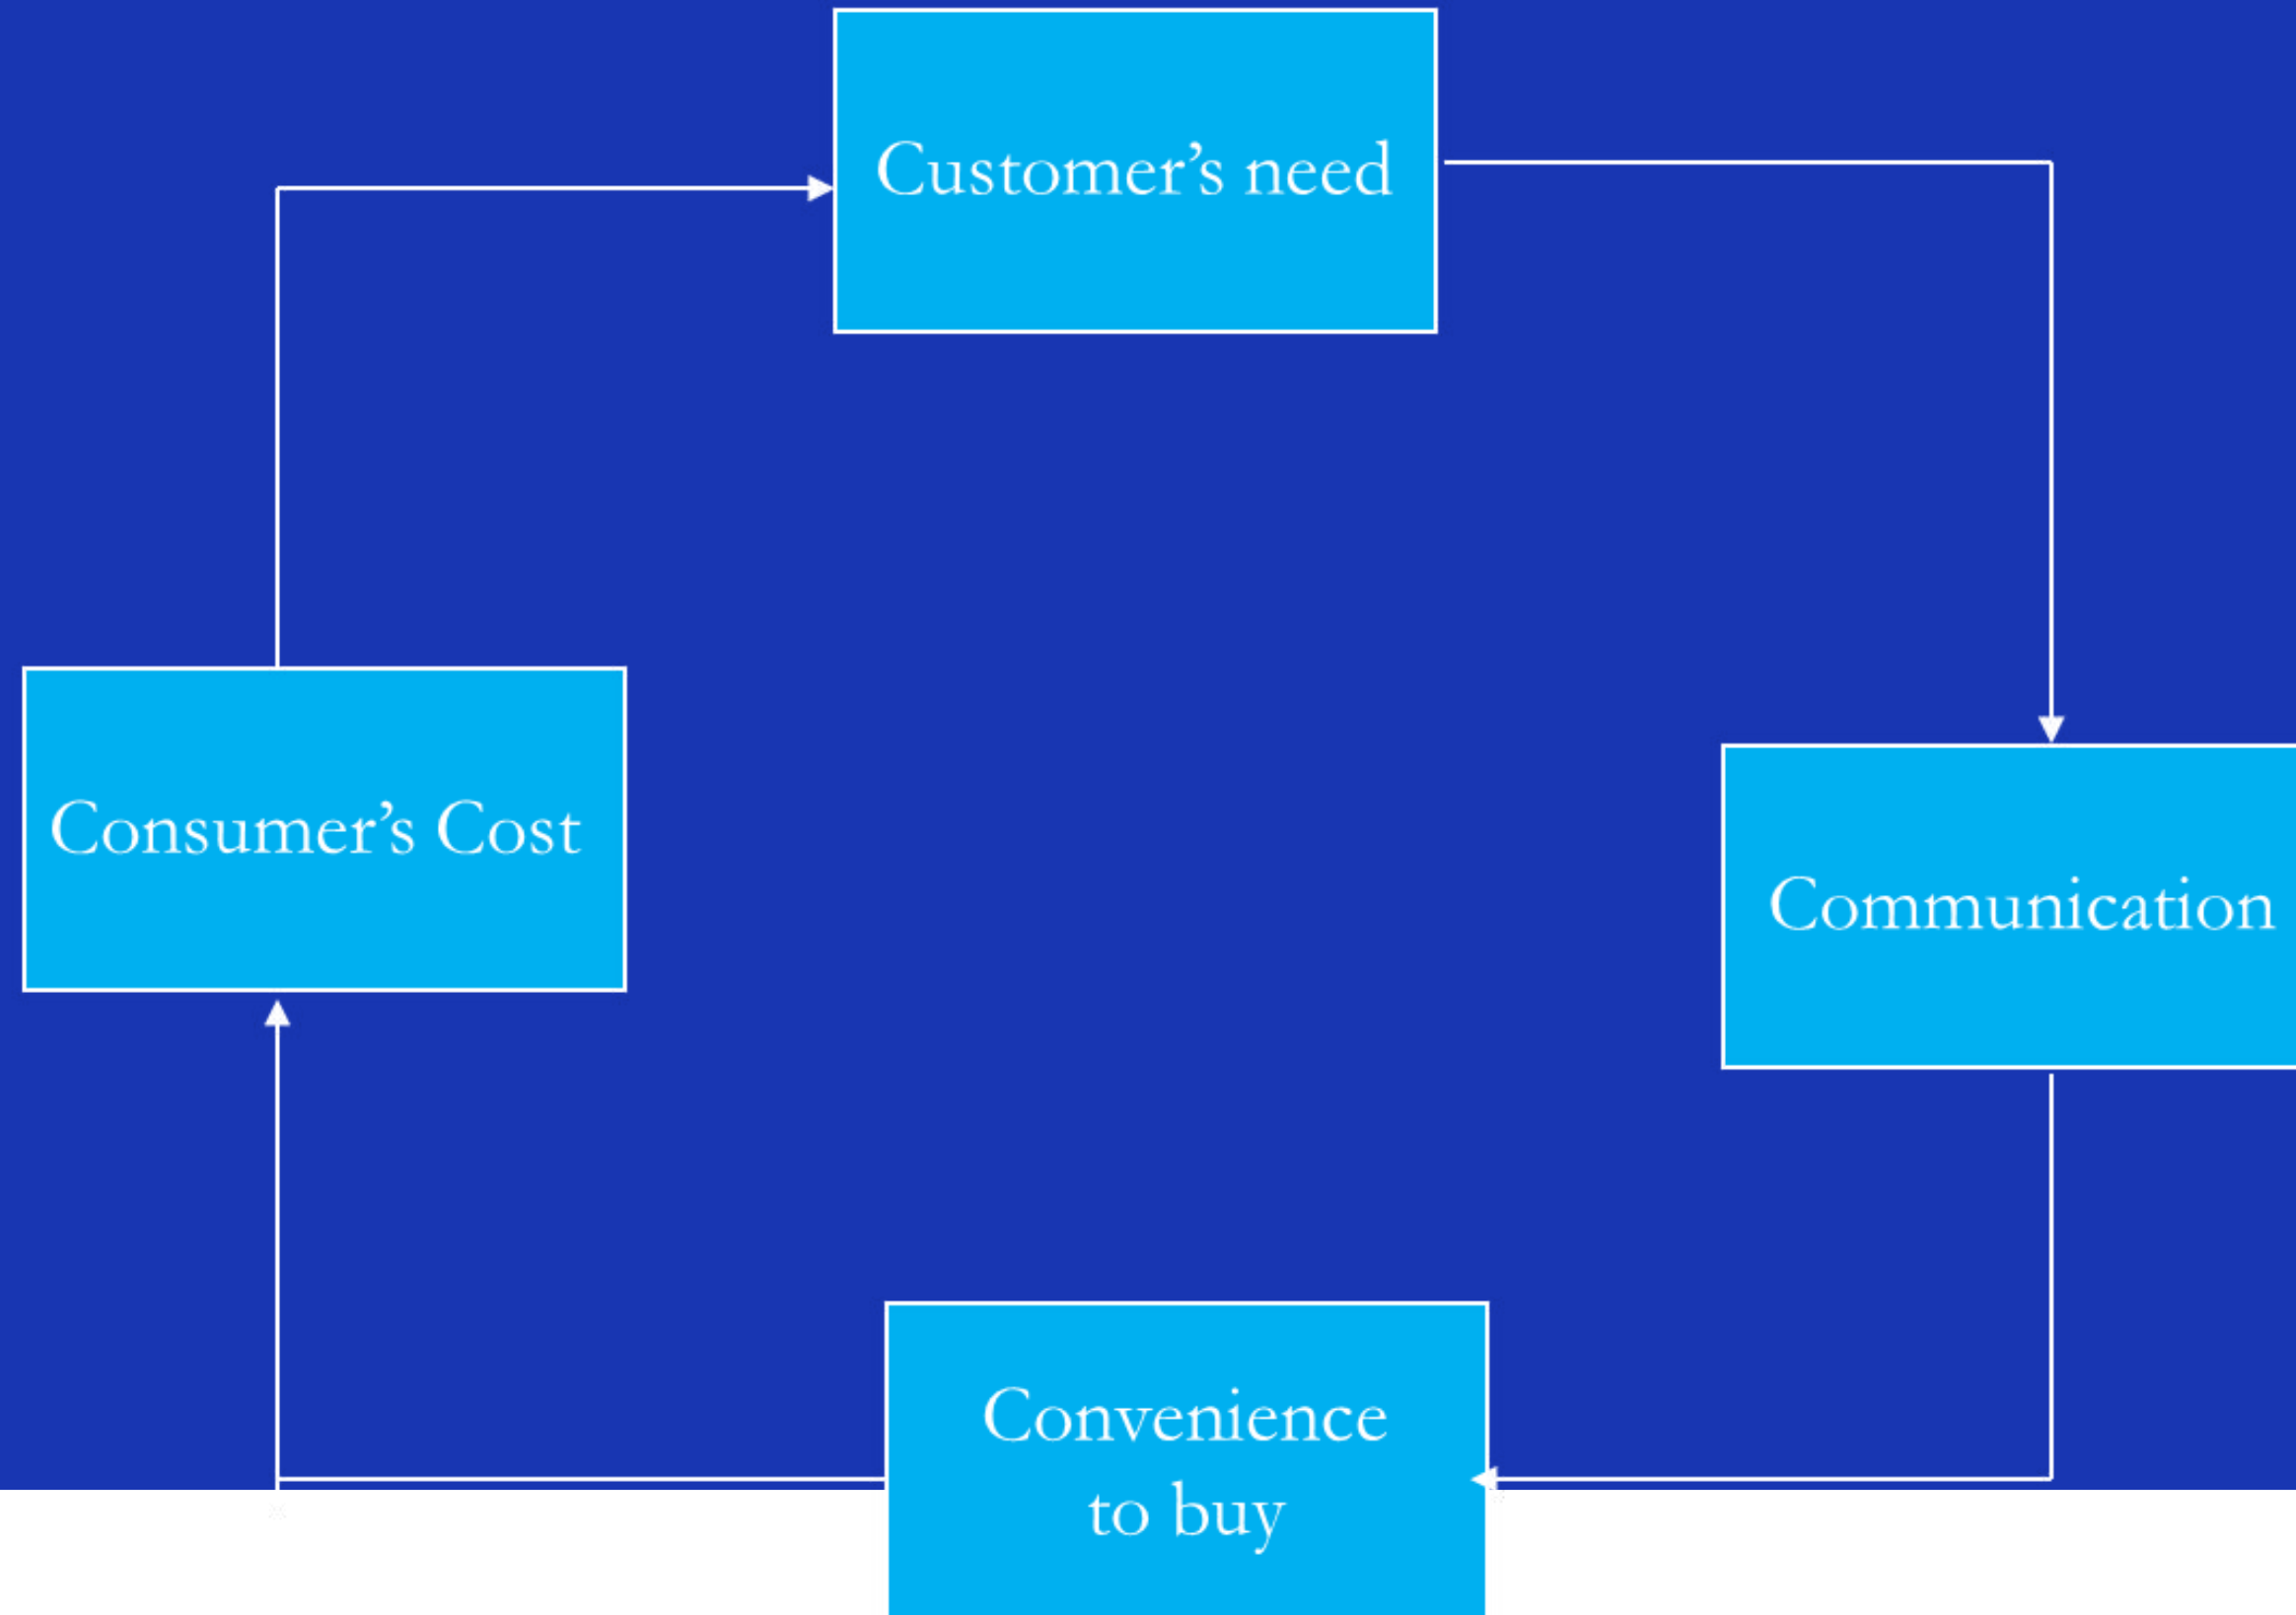 Customer’s need
Consumer’s Cost
Communication
Convenience
to buy